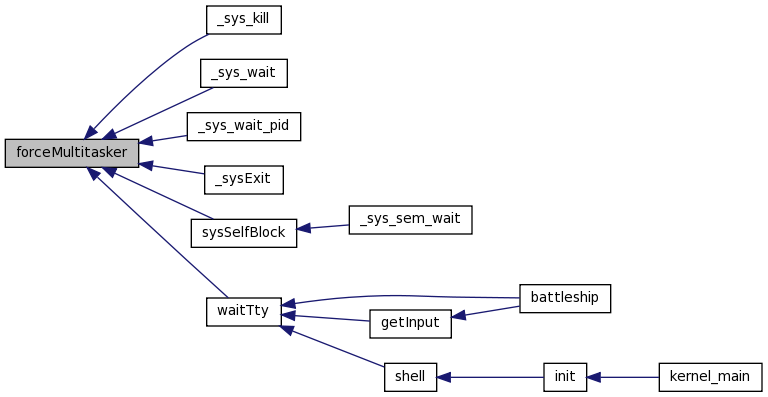 _sys_kill
_sys_wait
_sys_wait_pid
forceMultitasker
_sysExit
sysSelfBlock
_sys_sem_wait
waitTty
battleship
getInput
shell
init
kernel_main